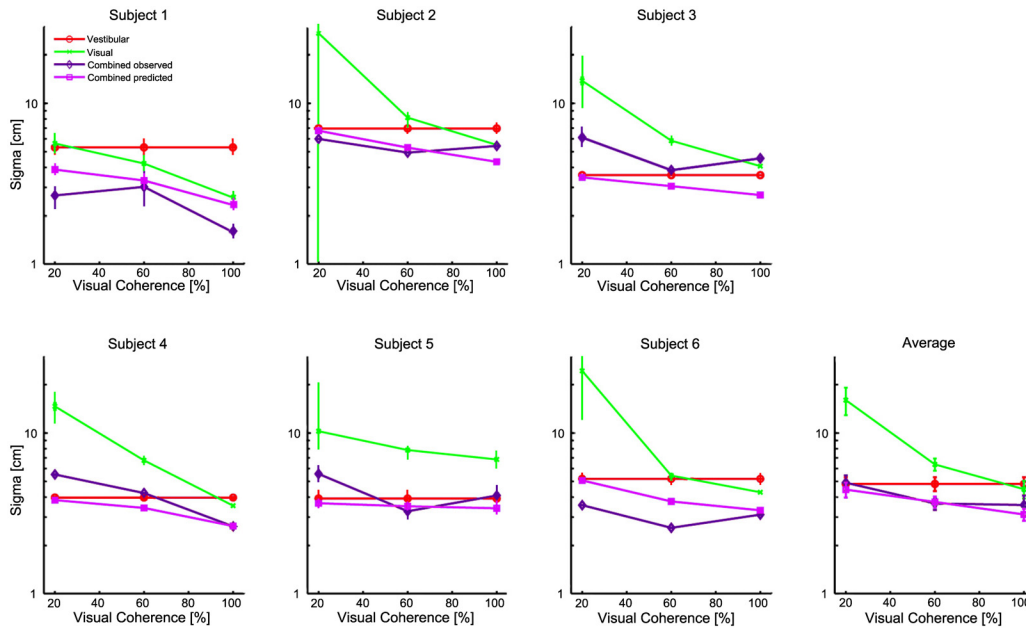 Subject 1
Subject 2
Subject 3
Vestibular
Visual
Combined observed
Combined predicted
Sigma [cm]
10
1
10
1
10
1
20 40 60 80 100
20 40 60 80 100
20 40 60 80 100
Visual Coherence [%]
Visual Coherence [%]
Visual Coherence [%]
Subject 4
Subject 5
Subject 6
Average
Sigma [cm]
10
1
10
1
10
1
10
1
20 40 60 80 100
20 40 60 80 100
20 40 60 80 100
20 40 60 80 100
Visual Coherence [%]
Visual Coherence [%]
Visual Coherence [%]
Visual Coherence [%]